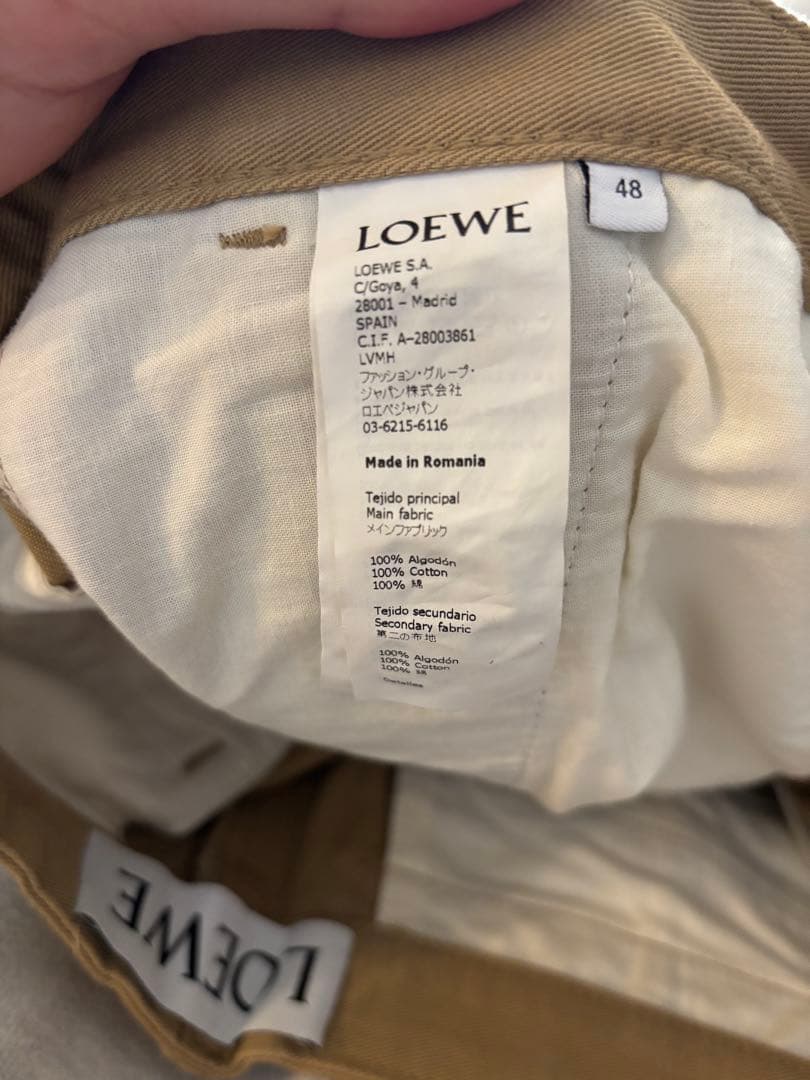 LOEWE
48
LOEWE S.A.
C/Goya, 4
28001 – Madrid
SPAIN
C.I.F. A-28003861
LVMH
ファッション・グループ・
ジャパン株式会社
ロエベジャパン
03-6215-6116
Made in Romania
Tejido principal
Main fabric
メインファブリック
100% Algodón
100% Cotton
100% 綿
Tejido secundario
Secondary fabric
第二の布地
100% Algodón
100% Cotton
100% 綿
Detalles
LOEWE